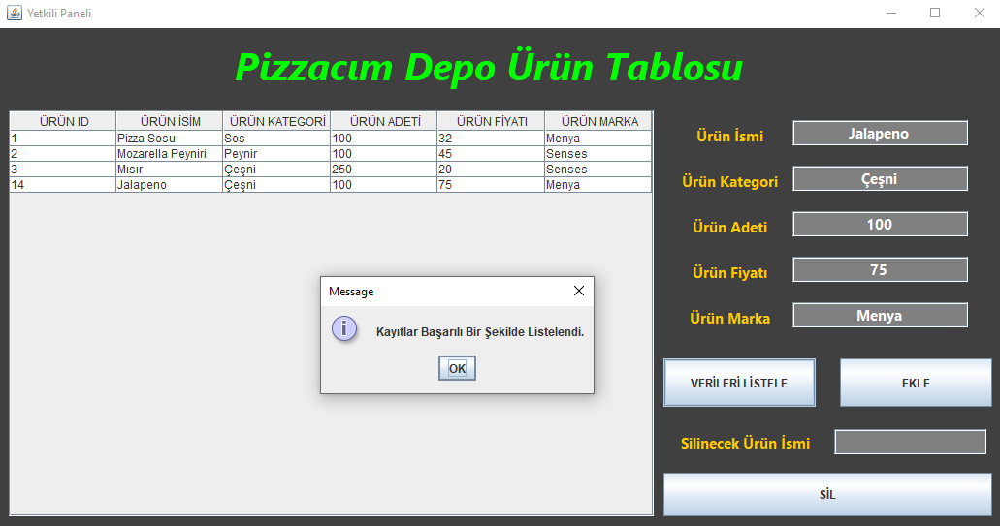 Yetkili Paneli
Pizzacım Depo Ürün Tablosu
ÜRÜN ID ÜRÜN İSİM ÜRÜN KATEGORİ ÜRÜN ADETİ ÜRÜN FİYATI ÜRÜN MARKA
1 Pizza Sosu Sos 100 32 Menya
2 Mozarella Peyniri Peynir 100 45 Senses
3 Mısır Çeşni 250 20 Senses
14 Jalapeno Çeşni 100 75 Menya
Ürün İsmi Jalapeno
Ürün Kategori Çeşni
Ürün Adeti 100
Ürün Fiyatı 75
Ürün Marka Menya
Message
Kayıtlar Başarılı Bir Şekilde Listelendi.
OK
VERİLERİ LİSTELE EKLE
Silinecek Ürün İsmi
SİL